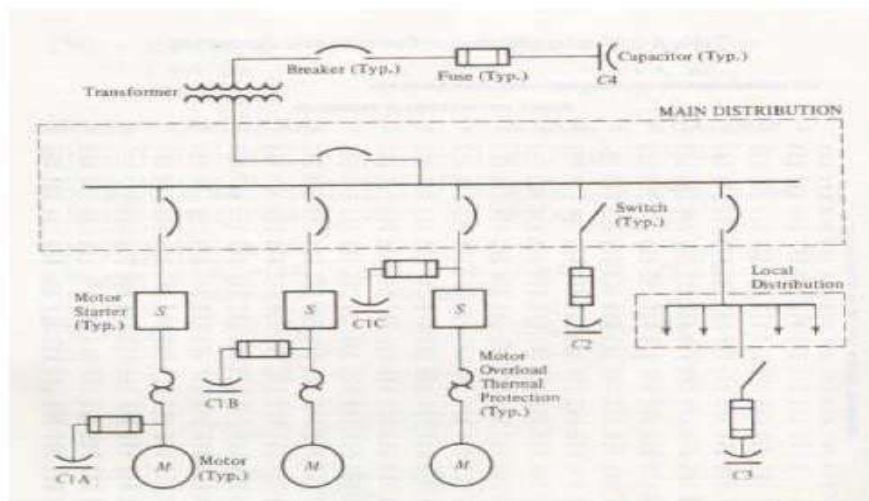 Breaker (Typ.)
Fuse (Typ.)
Capacitor (Typ.)
C4
Transformer
MAIN DISTRIBUTION
Switch
(Typ.)
Local
Distribution
Motor
Starter
(Typ.)
S
S
S
C1C
C2
Motor
Overload
Thermal
Protection
(Typ.)
C1B
C1A
M
Motor
(Typ.)
M
M
C3